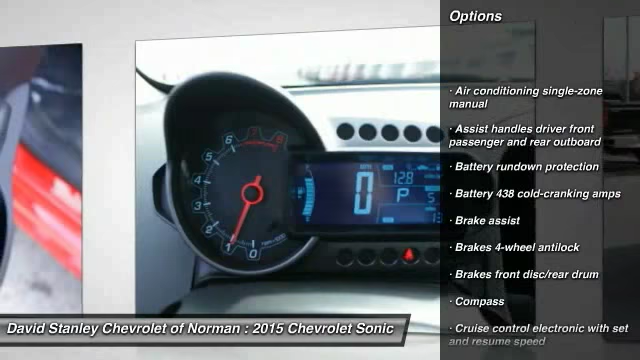 Options
· Air conditioning single-zone
manual
· Assist handles driver front
passenger and rear outboard
· Battery rundown protection
· Battery 438 cold-cranking amps
· Brake assist
· Brakes 4-wheel antilock
· Brakes front disc/rear drum
· Compass
· Cruise control electronic with set
and resume speed
8
7
6
5
4
3
2
1
0
0
128
P
5
David Stanley Chevrolet of Norman : 2015 Chevrolet Sonic